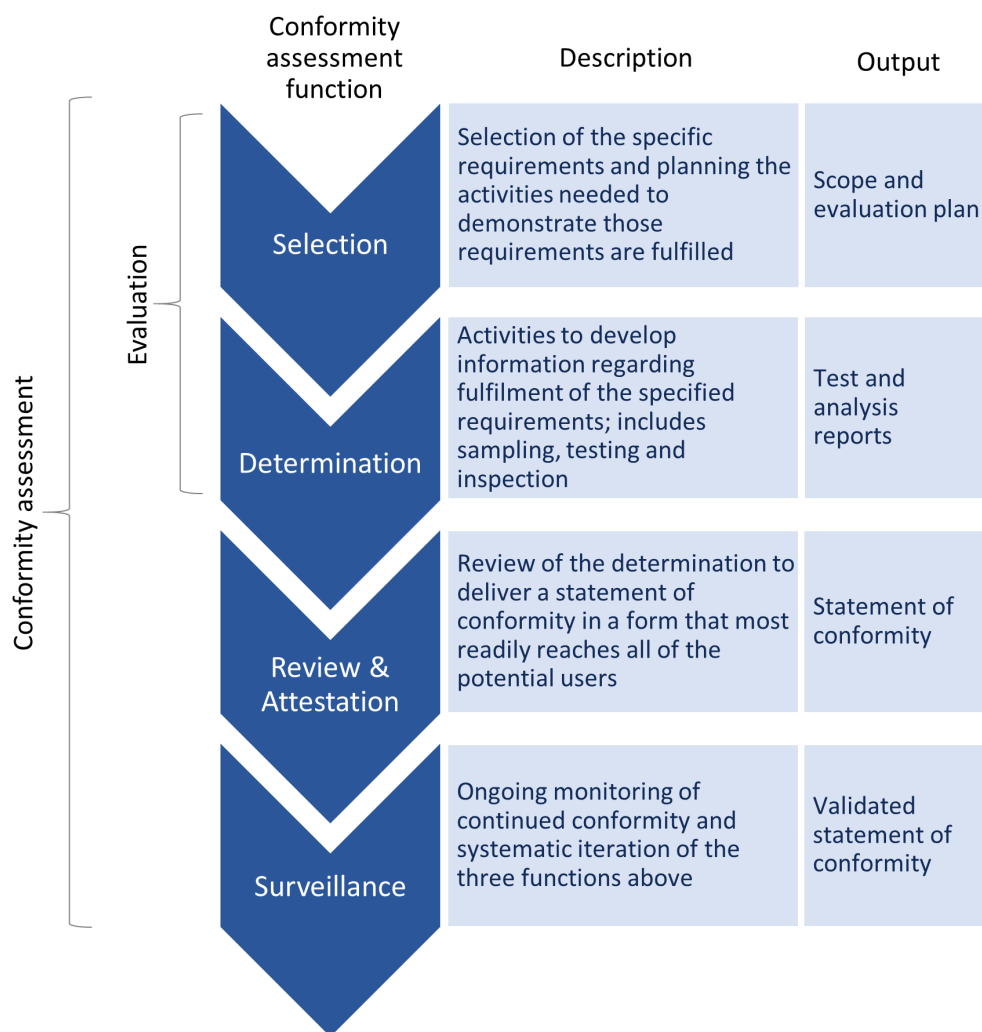 Conformity
assessment
function
Description
Output
Conformity assessment
Evaluation
Selection
Selection of the specific
requirements and planning the
activities needed to
demonstrate those
requirements are fulfilled
Scope and
evaluation plan
Determination
Activities to develop
information regarding
fulfilment of the specified
requirements; includes
sampling, testing and
inspection
Test and
analysis
reports
Review &
Attestation
Review of the determination to
deliver a statement of
conformity in a form that most
readily reaches all of the
potential users
Statement of
conformity
Surveillance
Ongoing monitoring of
continued conformity and
systematic iteration of the
three functions above
Validated
statement of
conformity